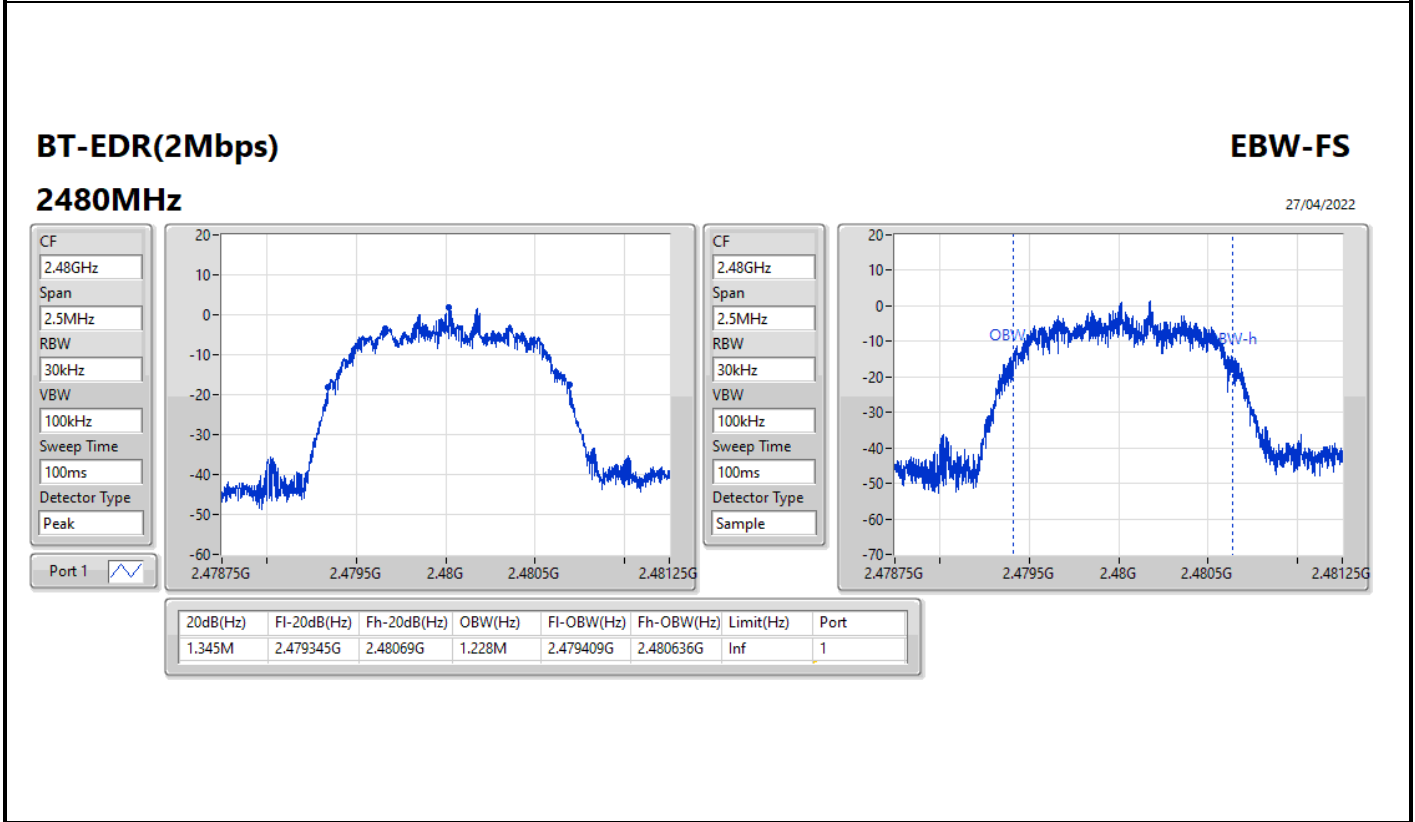 BT-EDR(2Mbps)
EBW-FS
2480MHz
27/04/2022
CF
2.48GHz
Span
2.5MHz
RBW
30kHz
VBW
100kHz
Sweep Time
100ms
Detector Type
Peak
Port 1
20
10
0
-10
-20
-30
-40
-50
-60
2.47875G 2.4795G 2.48G 2.4805G 2.48125G
CF
2.48GHz
Span
2.5MHz
RBW
30kHz
VBW
100kHz
Sweep Time
100ms
Detector Type
Sample
20
10
0
-10
-20
-30
-40
-50
-60
-70
OBW
BW-h
2.47875G 2.4795G 2.48G 2.4805G 2.48125G
20dB(Hz) Fl-20dB(Hz) Fh-20dB(Hz) OBW(Hz) Fl-OBW(Hz) Fh-OBW(Hz) Limit(Hz) Port
1.345M 2.479345G 2.48069G 1.228M 2.479409G 2.480636G Inf 1